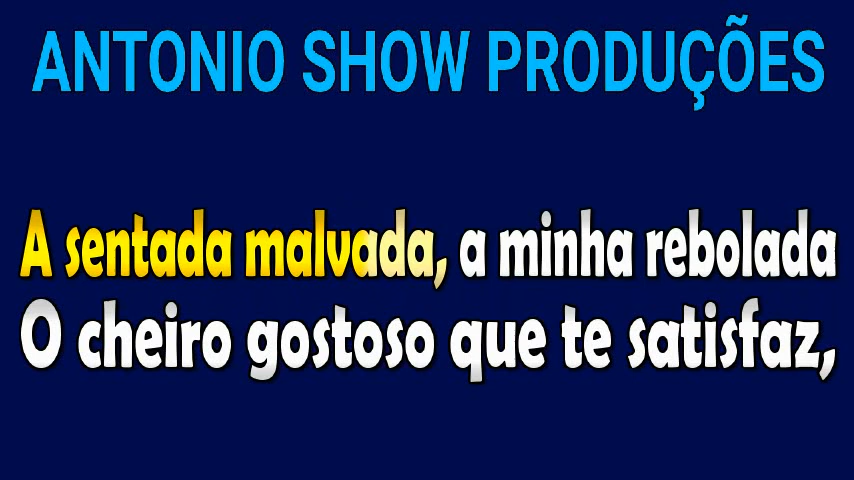 ANTONIO SHOW PRODUÇÕES
A sentada malvada, a minha rebolada
O cheiro gostoso que te satisfaz,